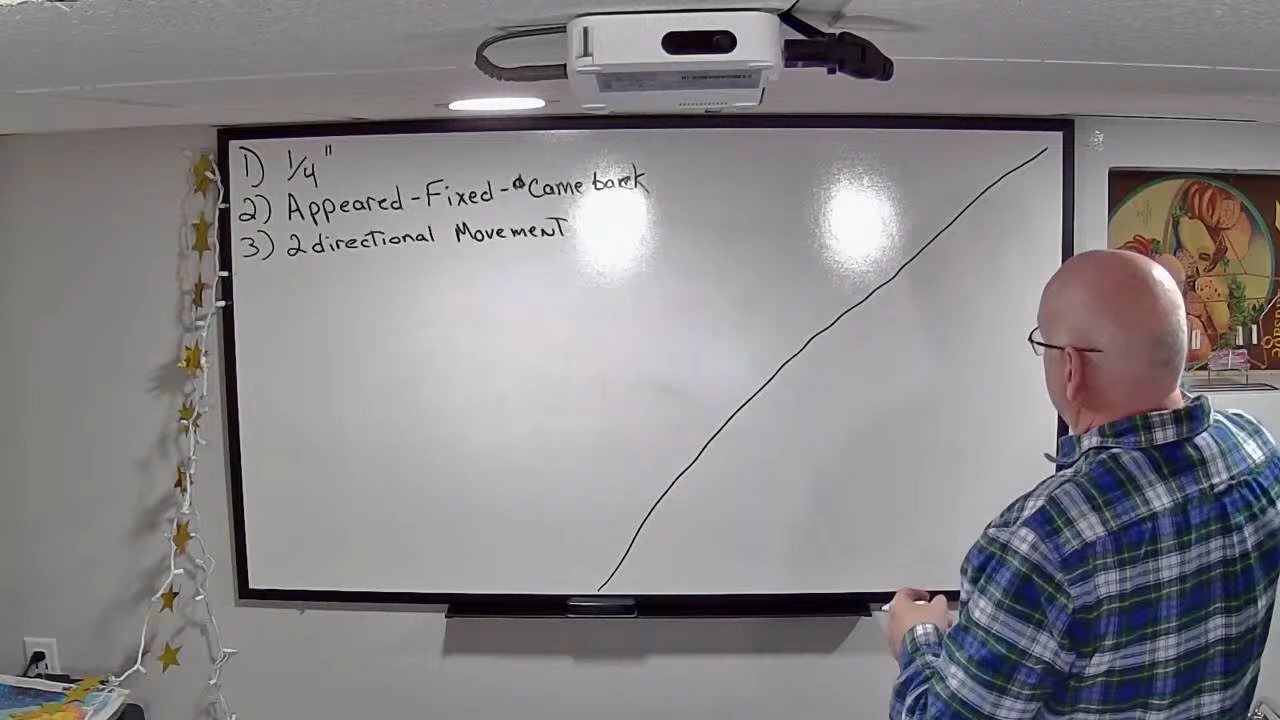 1) 1/4"
2) Appeared-Fixed-&Came back
3) 2 directional Movement